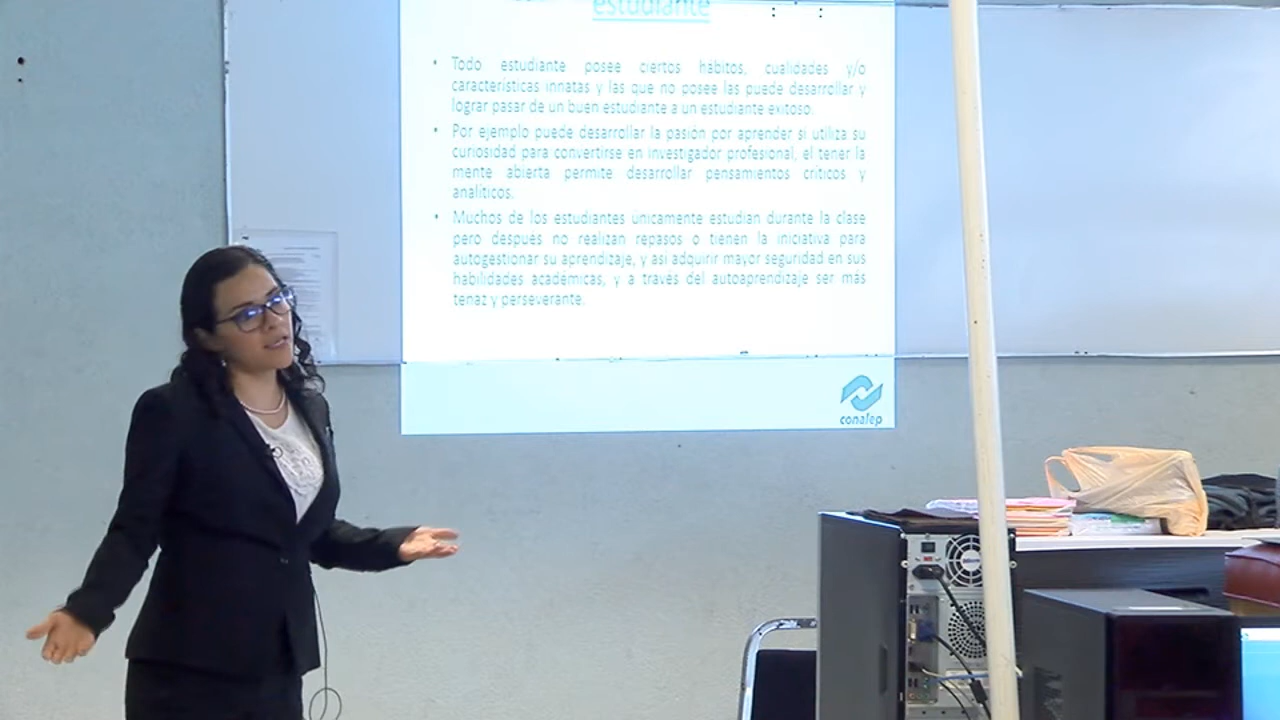 estudiante
• Todo estudiante posee ciertos hábitos, cualidades y/o
características innatas y las que no posee las puede desarrollar y
lograr pasar de un buen estudiante a un estudiante exitoso.
• Por ejemplo puede desarrollar la pasión por aprender si utiliza su
curiosidad para convertirse en investigador profesional, el tener la
mente abierta permite desarrollar pensamientos críticos y
analíticos.
• Muchos de los estudiantes únicamente estudian durante la clase
pero después no realizan repasos o tienen la iniciativa para
autogestionar su aprendizaje, y así adquirir mayor seguridad en sus
habilidades académicas, y a través del autoaprendizaje ser más
tenaz y perseverante.
conalep